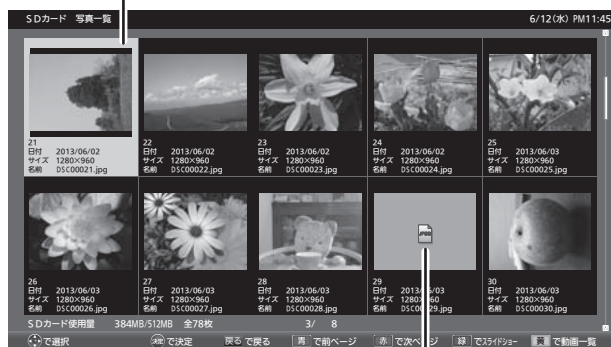 SDカード 写真一覧 6/12(水) PM11:45
21 22 23 24 25
日付 2013/06/02 日付 2013/06/02 日付 2013/06/02 日付 2013/06/02 日付 2013/06/03
サイズ 1280×960 サイズ 1280×960 サイズ 1280×960 サイズ 1280×960 サイズ 1280×960
名前 DSC00021.jpg 名前 DSC00022.jpg 名前 DSC00023.jpg 名前 DSC00024.jpg 名前 DSC00025.jpg
JPEG
26 27 28 29 30
日付 2013/06/03 日付 2013/06/03 日付 2013/06/03 日付 2013/06/03 日付 2013/06/03
サイズ 1280×960 サイズ 1280×960 サイズ 1280×960 サイズ 1280×960 サイズ 1280×960
名前 DSC00026.jpg 名前 DSC00027.jpg 名前 DSC00028.jpg 名前 DSC00029.jpg 名前 DSC00030.jpg
SDカード使用量 384MB/512MB 全78枚 3/ 8
で選択 決定 で決定 戻る で戻る 青 で前ページ 赤 で次ページ 緑 でスライドショー 黄 で動画一覧